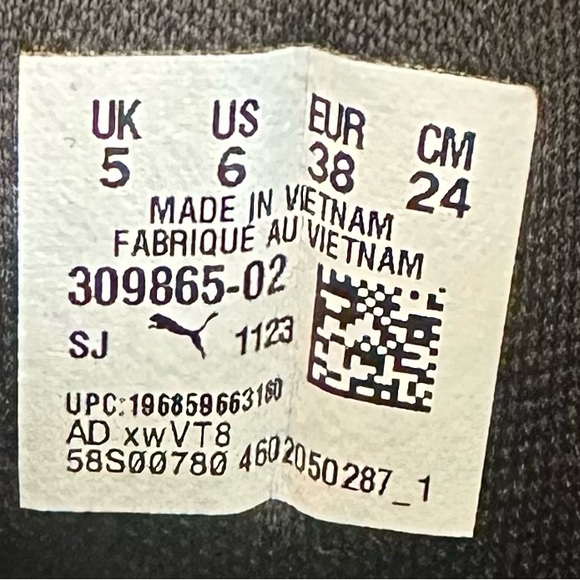 UK US EUR CM
5 6 38 24
MADE IN VIETNAM
FABRIQUE AU VIETNAM
309865-02
SJ 1123
UPC:196859663160
AD xwVT8
58S00780 4602050287_1